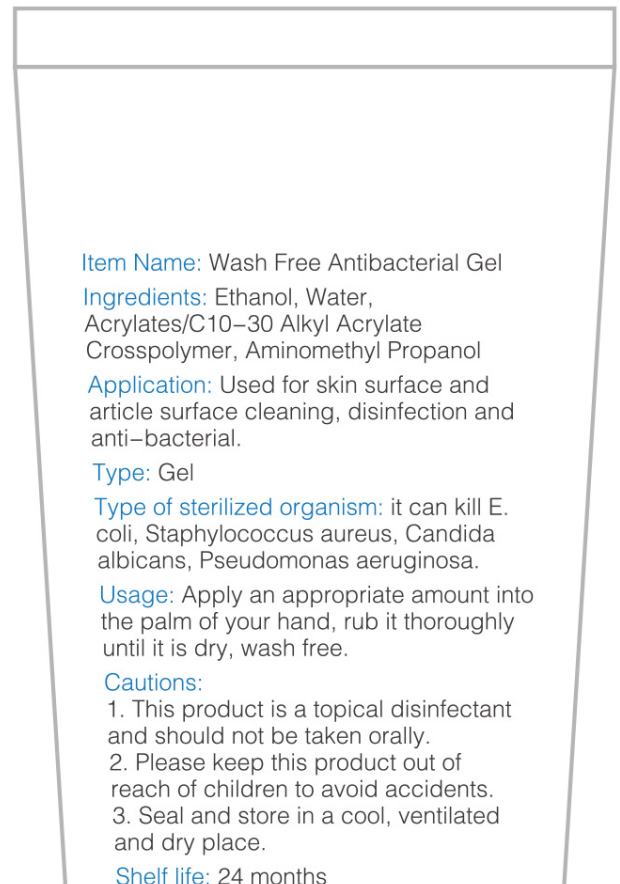 Item Name: Wash Free Antibacterial Gel
Ingredients: Ethanol, Water,
Acrylates/C10-30 Alkyl Acrylate
Crosspolymer, Aminomethyl Propanol
Application: Used for skin surface and
article surface cleaning, disinfection and
anti-bacterial.
Type: Gel
Type of sterilized organism: it can kill E.
coli, Staphylococcus aureus, Candida
albicans, Pseudomonas aeruginosa.
Usage: Apply an appropriate amount into
the palm of your hand, rub it thoroughly
until it is dry, wash free.
Cautions:
1. This product is a topical disinfectant
and should not be taken orally.
2. Please keep this product out of
reach of children to avoid accidents.
3. Seal and store in a cool, ventilated
and dry place.
Shelf life: 24 months